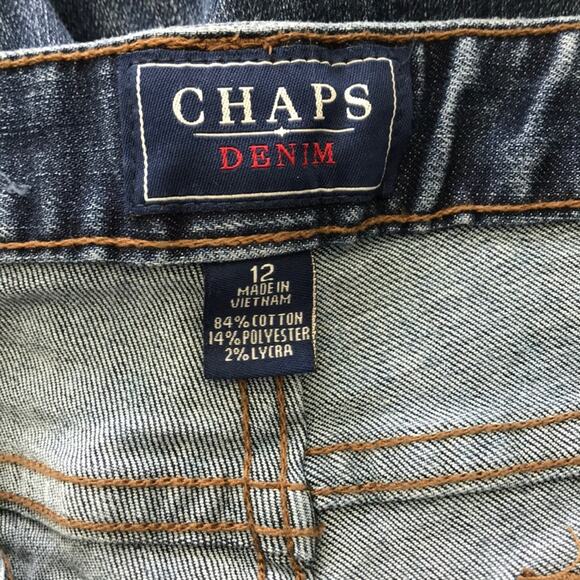 CHAPS
DENIM
12
MADE IN
VIETNAM
84% COTTON
14% POLYESTER
2% LYCRA